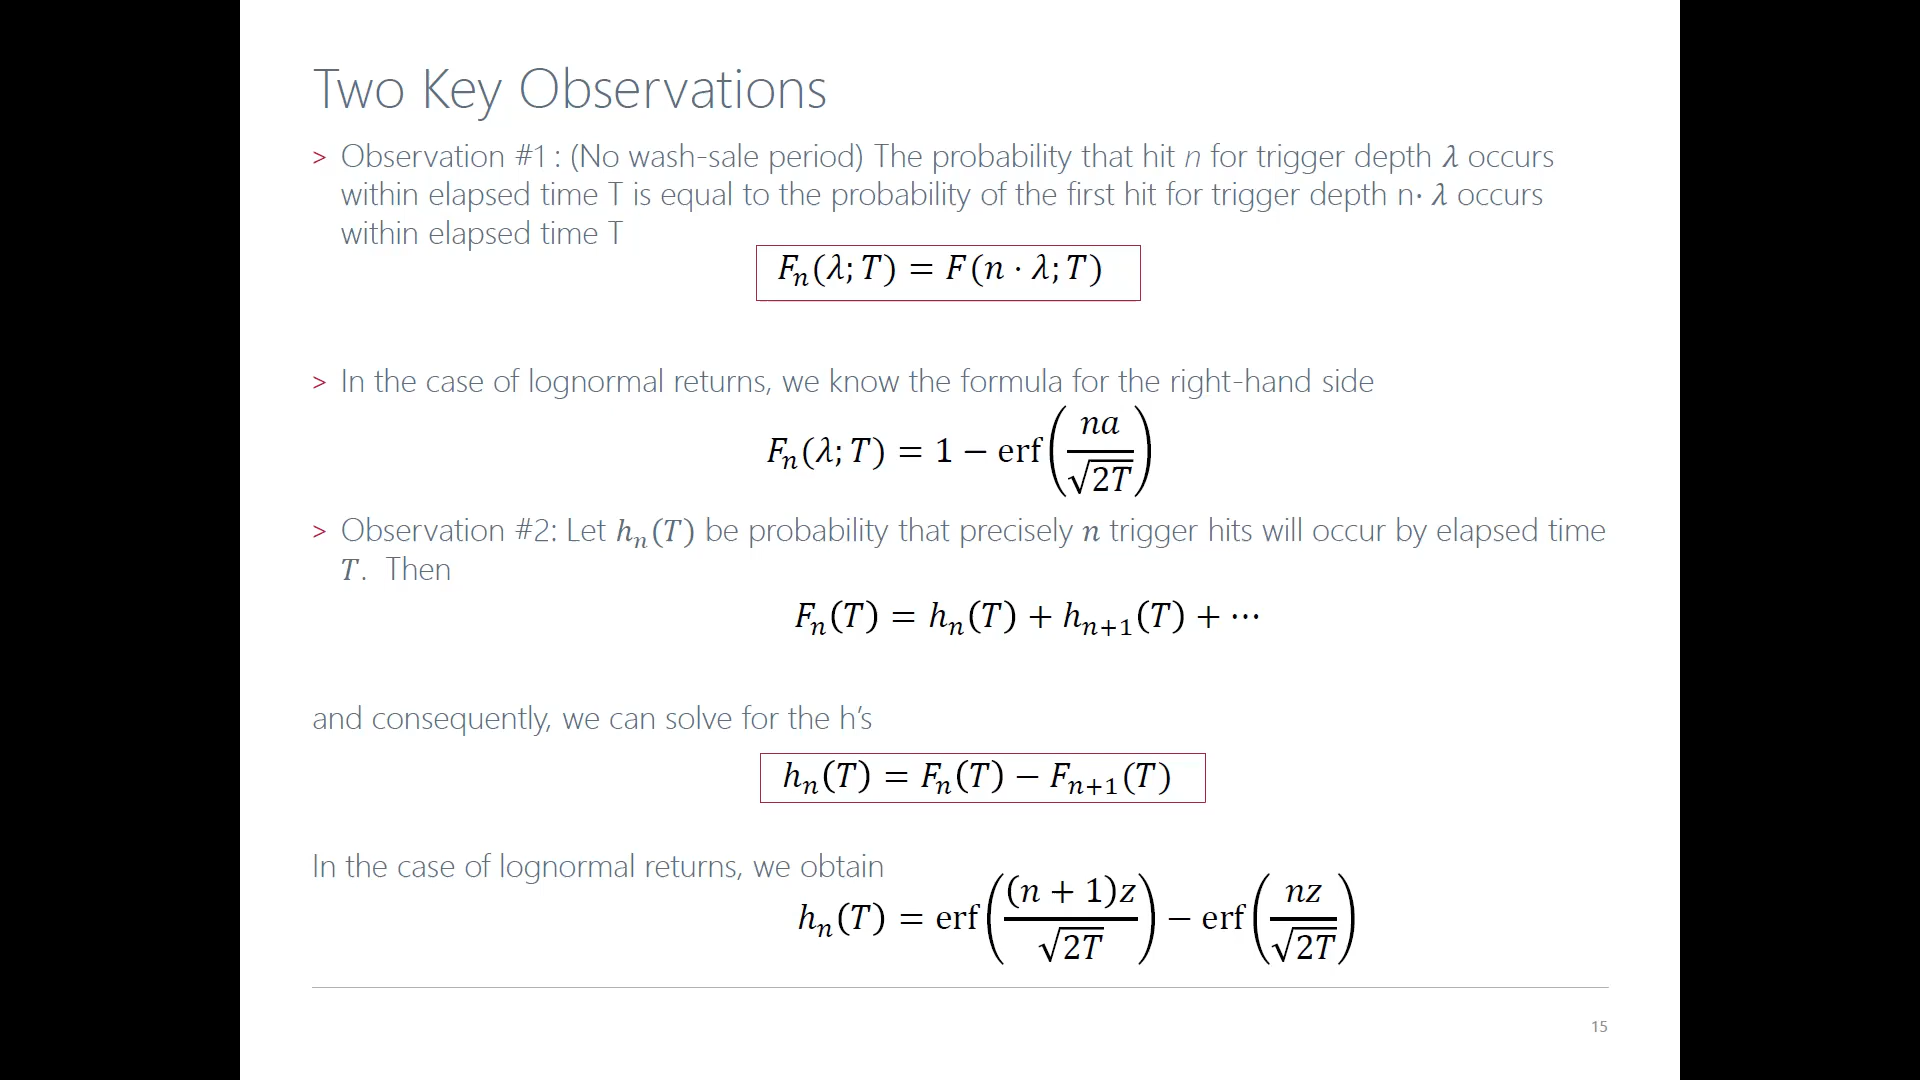 Two Key Observations
> Observation #1 : (No wash-sale period) The probability that hit n for trigger depth λ occurs
within elapsed time T is equal to the probability of the first hit for trigger depth n· λ occurs
within elapsed time T
Fₙ(λ; T) = F(n · λ; T)
> In the case of lognormal returns, we know the formula for the right-hand side
Fₙ(λ; T) = 1 − erf(na/√2T)
> Observation #2: Let hₙ(T) be probability that precisely n trigger hits will occur by elapsed time
T. Then
Fₙ(T) = hₙ(T) + hₙ₊₁(T) + ⋯
and consequently, we can solve for the h’s
hₙ(T) = Fₙ(T) − Fₙ₊₁(T)
In the case of lognormal returns, we obtain
hₙ(T) = erf((n + 1)z/√2T) − erf(nz/√2T)
15